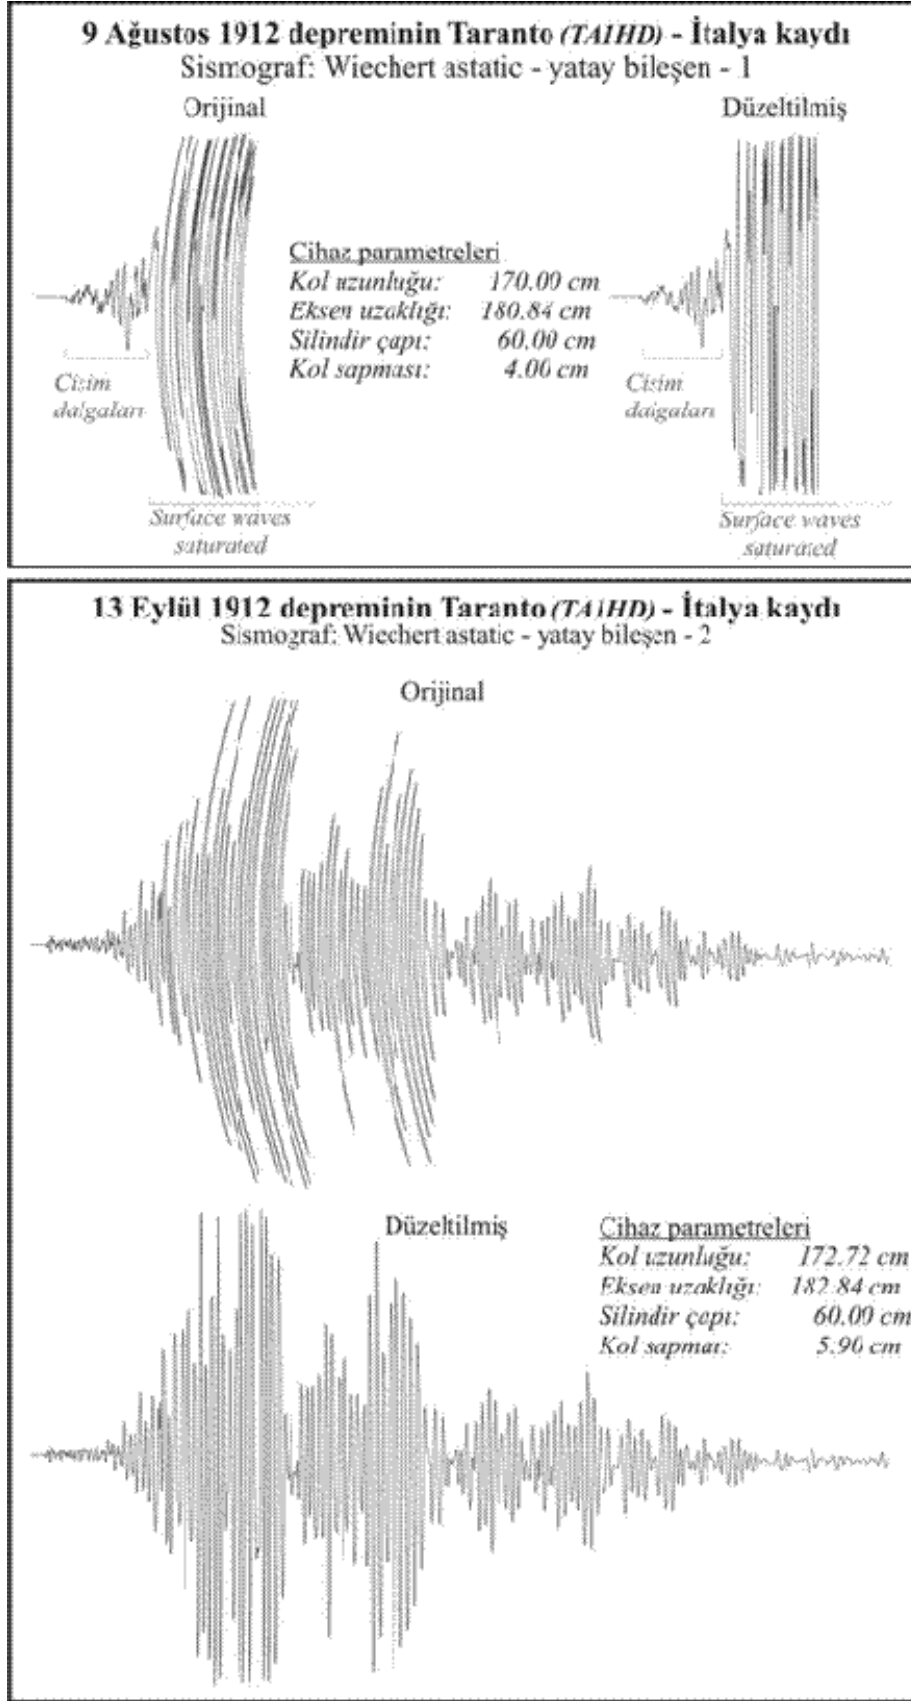 9 Ağustos 1912 depreminin Taranto (TAIHD) - İtalya kaydı
Sismograf: Wiechert astatic - yatay bileşen - 1
Orijinal
Düzeltilmiş
Cihaz parametreleri
Kol uzunluğu: 170.00 cm
Eksen uzaklığı: 180.84 cm
Silindir çapı: 60.00 cm
Kol sapması: 4.00 cm
Cisim
dalgaları
Cisim
dalgaları
Surface waves
saturated
Surface waves
saturated
13 Eylül 1912 depreminin Taranto (TAIHD) - İtalya kaydı
Sismograf: Wiechert astatic - yatay bileşen - 2
Orijinal
Düzeltilmiş
Cihaz parametreleri
Kol uzunluğu: 172.72 cm
Eksen uzaklığı: 182.84 cm
Silindir çapı: 60.00 cm
Kol sapması: 5.90 cm